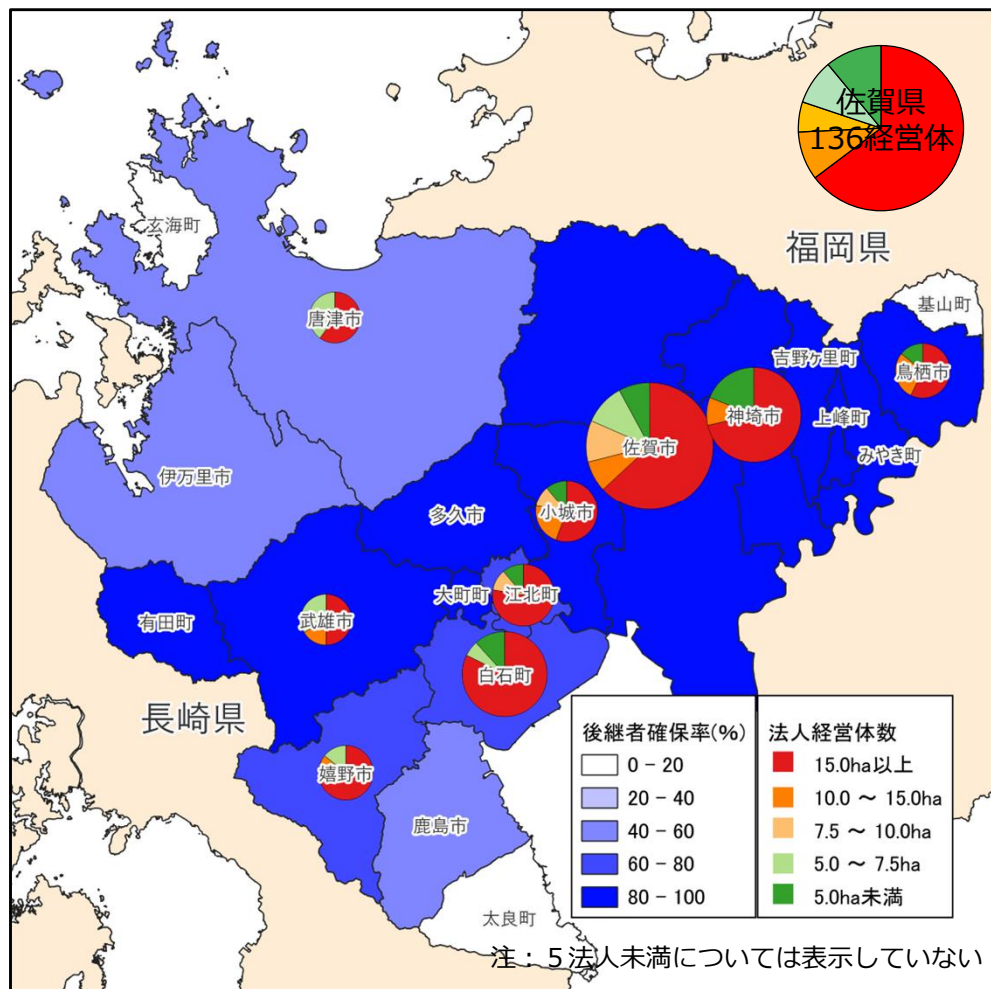 佐賀県
136経営体
福岡県
玄海町
基山町
唐津市
吉野ヶ里町
鳥栖市
神埼市
上峰町
佐賀市
みやき町
伊万里市
多久市
小城市
大町町
江北町
有田町
武雄市
白石町
長崎県
嬉野市
鹿島市
太良町
後継者確保率(%)
0 - 20
20 - 40
40 - 60
60 - 80
80 - 100
法人経営体数
15.0ha以上
10.0 ～ 15.0ha
7.5 ～ 10.0ha
5.0 ～ 7.5ha
5.0ha未満
注：５法人未満については表示していない